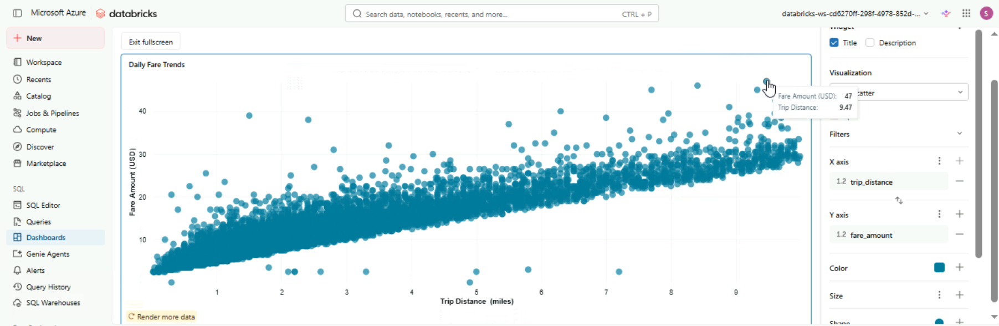 Microsoft Azure
databricks
Search data, notebooks, recents, and more...
CTRL + P
databricks-ws-cd6270ff-298f-4978-852d-...
S
New
Workspace
Recents
Catalog
Jobs & Pipelines
Compute
Discover
Marketplace
SQL
SQL Editor
Queries
Dashboards
Genie Agents
Alerts
Query History
SQL Warehouses
Exit fullscreen
Daily Fare Trends
Fare Amount (USD)
40
30
20
10
1
2
3
4
5
6
7
8
9
Trip Distance (miles)
Render more data
Fare Amount (USD): 47
Trip Distance: 9.47
Widget
Title
Description
Visualization
catter
Filters
X axis
1.2 trip_distance
Y axis
1.2 fare_amount
Color
Size
Shape